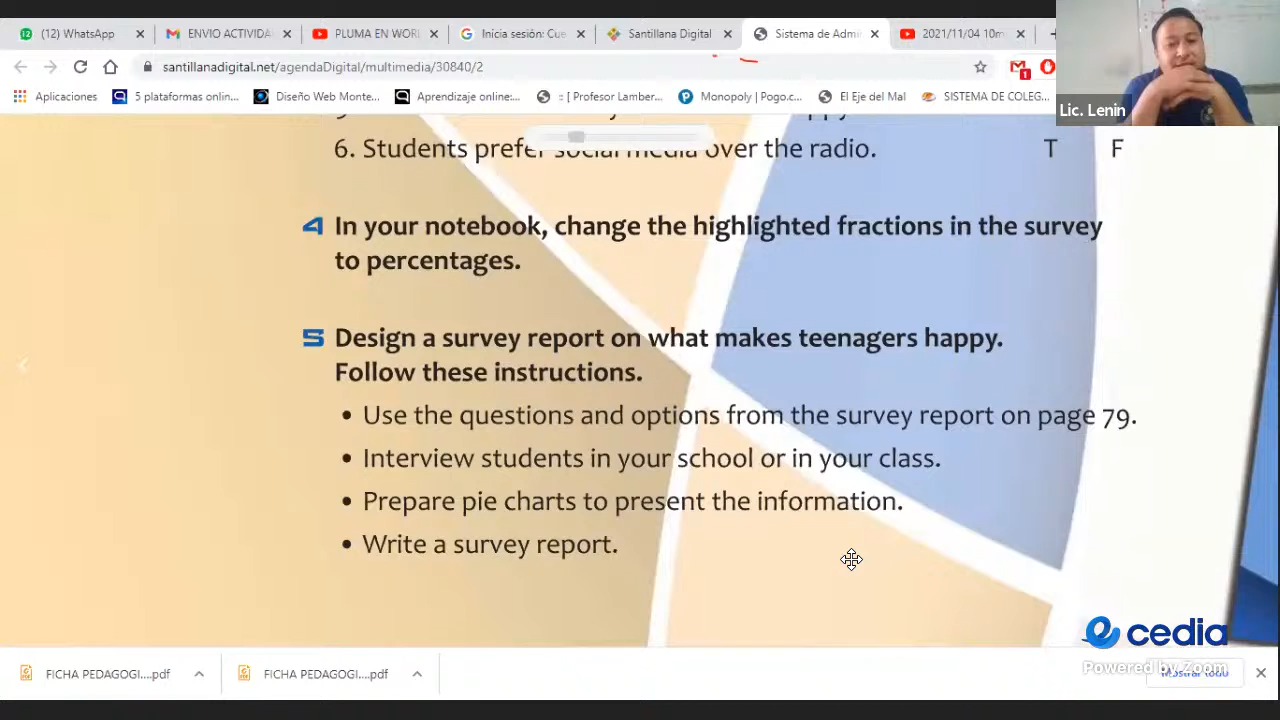 (12) WhatsApp
ENVIO ACTIVIDA
PLUMA EN WOR
Inicia sesión: Cue
Santillana Digital
Sistema de Admi
2021/11/04 10m
santillanadigital.net/agendaDigital/multimedia/30840/2
1
Aplicaciones
5 plataformas onlin...
Diseño Web Monte...
Aprendizaje online:...
:: [ Profesor Lamber...
Monopoly | Pogo.c...
El Eje del Mal
SISTEMA DE COLEG...
Lic. Lenin
6. Students prefer social media over the radio. T F
4 In your notebook, change the highlighted fractions in the survey
to percentages.
5 Design a survey report on what makes teenagers happy.
Follow these instructions.
• Use the questions and options from the survey report on page 79.
• Interview students in your school or in your class.
• Prepare pie charts to present the information.
• Write a survey report.
cedia
Powered by Zoom
FICHA PEDAGOGI....pdf
FICHA PEDAGOGI....pdf
Mostrar todo